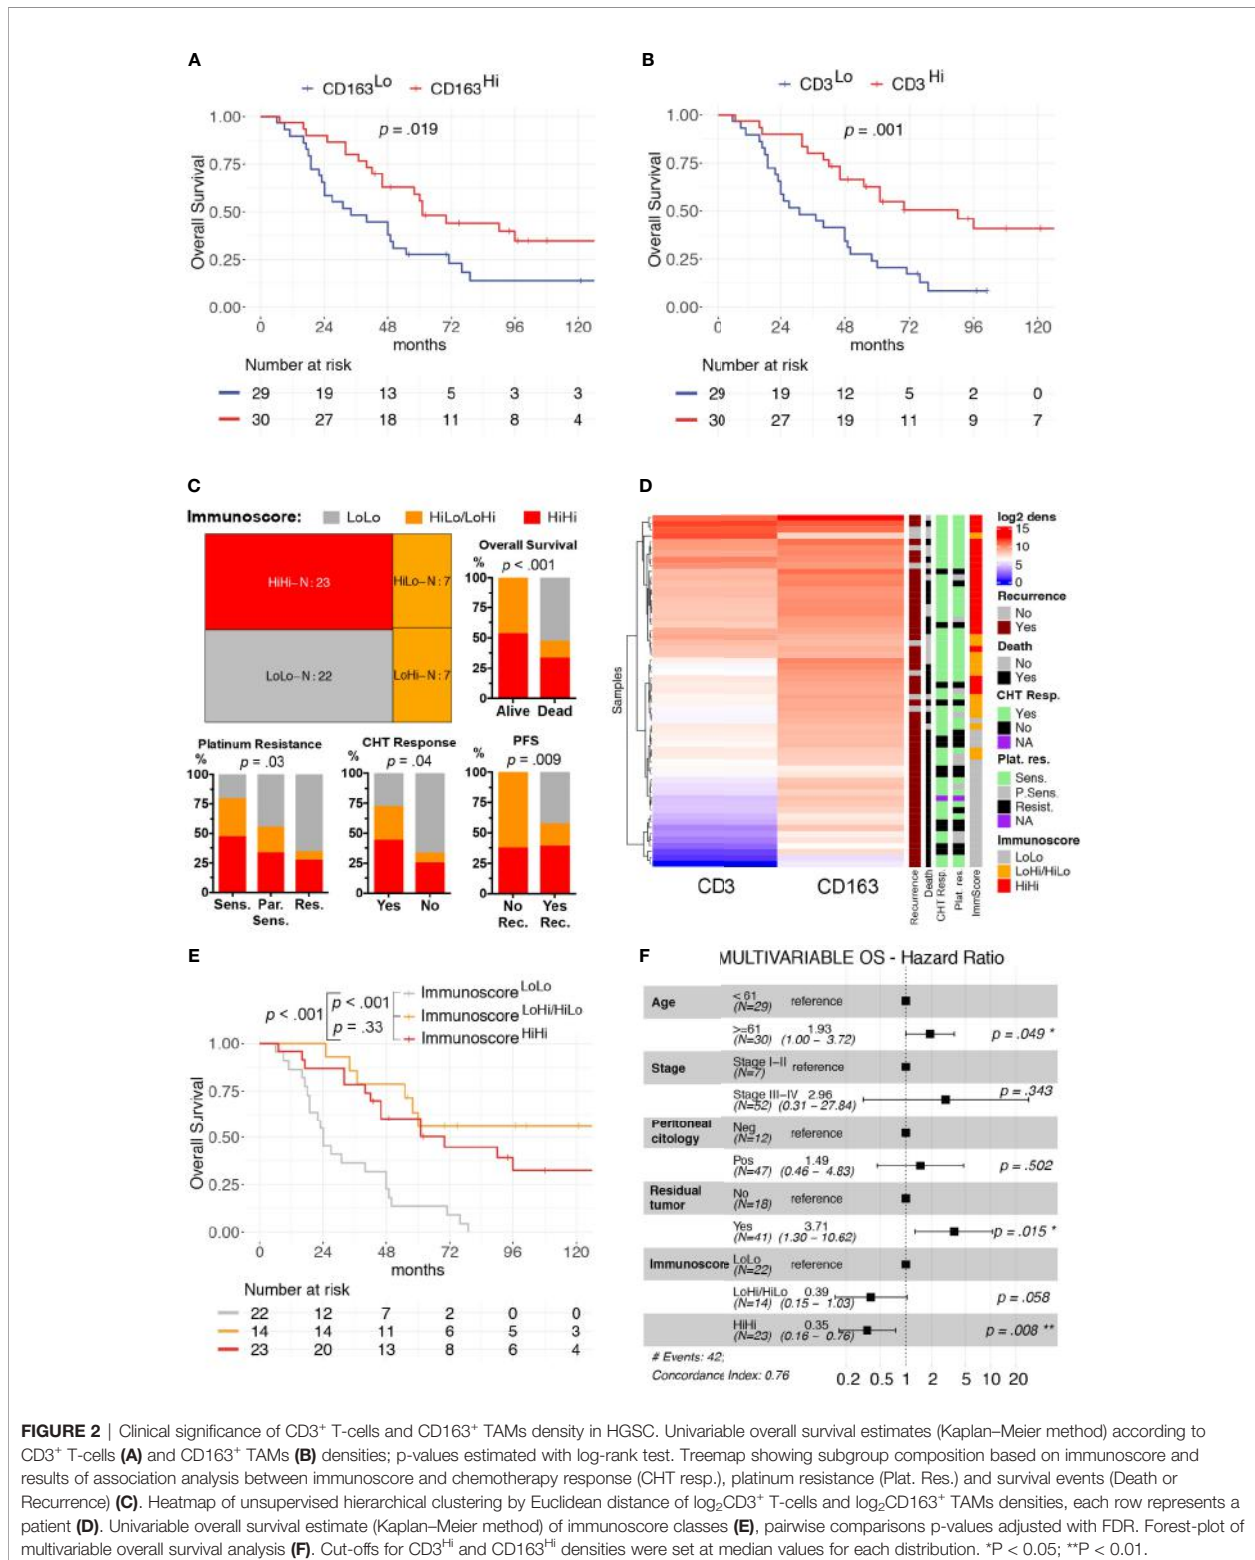 A
CD163Lo CD163Hi
p = .019
Overall Survival
1.00
0.75
0.50
0.25
0.00
0 24 48 72 96 120
months
Number at risk
29 19 13 5 3 3
30 27 18 11 8 4
B
CD3Lo CD3Hi
p = .001
Overall Survival
1.00
0.75
0.50
0.25
0.00
0 24 48 72 96 120
months
Number at risk
29 19 12 5 2 0
30 27 19 11 9 7
C
Immunoscore: LoLo HiLo/LoHi HiHi
HiHi–N : 23
HiLo–N : 7
LoLo–N : 22
LoHi–N : 7
Overall Survival
% p < .001
100
75
50
25
0
Alive Dead
Platinum Resistance
% p = .03
100
75
50
25
0
Sens. Par. Sens. Res.
CHT Response
% p = .04
100
75
50
25
0
Yes No
PFS
% p = .009
100
75
50
25
0
No Rec. Yes Rec.
D
Samples
CD3 CD163
Recurrence
Death
CHT Resp.
Plat. res.
ImmScore
log2 dens
15
10
5
0
Recurrence
No
Yes
Death
No
Yes
CHT Resp.
Yes
No
NA
Plat. res.
Sens.
P.Sens.
Resist.
NA
Immunoscore
LoLo
LoHi/HiLo
HiHi
E
p < .001
p < .001
p = .33
ImmunoscoreLoLo
ImmunoscoreLoHi/HiLo
ImmunoscoreHiHi
Overall Survival
1.00
0.75
0.50
0.25
0.00
0 24 48 72 96 120
months
Number at risk
22 12 7 2 0 0
14 14 11 6 5 3
23 20 13 8 6 4
F
MULTIVARIABLE OS - Hazard Ratio
Age < 61 (N=29) reference
>=61 (N=30) 1.93 (1.00 – 3.72) p = .049 *
Stage Stage I–II (N=7) reference
Stage III–IV (N=52) 2.96 (0.31 – 27.84) p = .343
Peritoneal citology Neg (N=12) reference
Pos (N=47) 1.49 (0.46 – 4.83) p = .502
Residual tumor No (N=18) reference
Yes (N=41) 3.71 (1.30 – 10.62) p = .015 *
Immunoscore LoLo (N=22) reference
LoHi/HiLo (N=14) 0.39 (0.15 – 1.03) p = .058
HiHi (N=23) 0.35 (0.16 – 0.76) p = .008 **
# Events: 42;
Concordance Index: 0.76
0.2 0.5 1 2 5 10 20
FIGURE 2 | Clinical significance of CD3+ T-cells and CD163+ TAMs density in HGSC. Univariable overall survival estimates (Kaplan–Meier method) according to
CD3+ T-cells (A) and CD163+ TAMs (B) densities; p-values estimated with log-rank test. Treemap showing subgroup composition based on immunoscore and
results of association analysis between immunoscore and chemotherapy response (CHT resp.), platinum resistance (Plat. Res.) and survival events (Death or
Recurrence) (C). Heatmap of unsupervised hierarchical clustering by Euclidean distance of log2CD3+ T-cells and log2CD163+ TAMs densities, each row represents a
patient (D). Univariable overall survival estimate (Kaplan–Meier method) of immunoscore classes (E), pairwise comparisons p-values adjusted with FDR. Forest-plot of
multivariable overall survival analysis (F). Cut-offs for CD3Hi and CD163Hi densities were set at median values for each distribution. *P < 0.05; **P < 0.01.